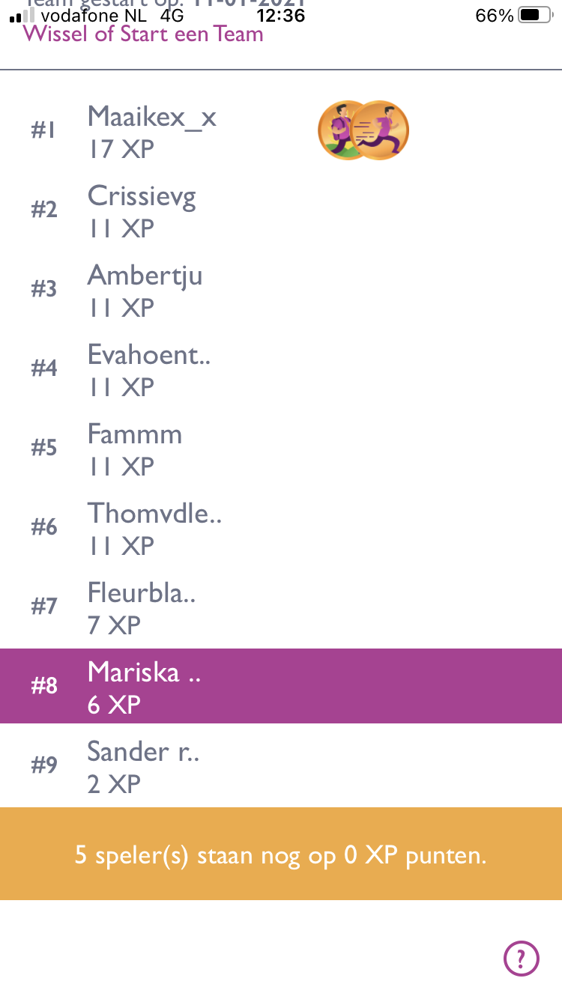 Team gestart op: 11-01-2021
vodafone NL 4G 12:36 66%
Wissel of Start een Team
#1 Maaikex_x
17 XP
#2 Crissievg
11 XP
#3 Ambertju
11 XP
#4 Evahoent..
11 XP
#5 Fammm
11 XP
#6 Thomvdle..
11 XP
#7 Fleurbla..
7 XP
#8 Mariska ..
6 XP
#9 Sander r..
2 XP
5 speler(s) staan nog op 0 XP punten.
?